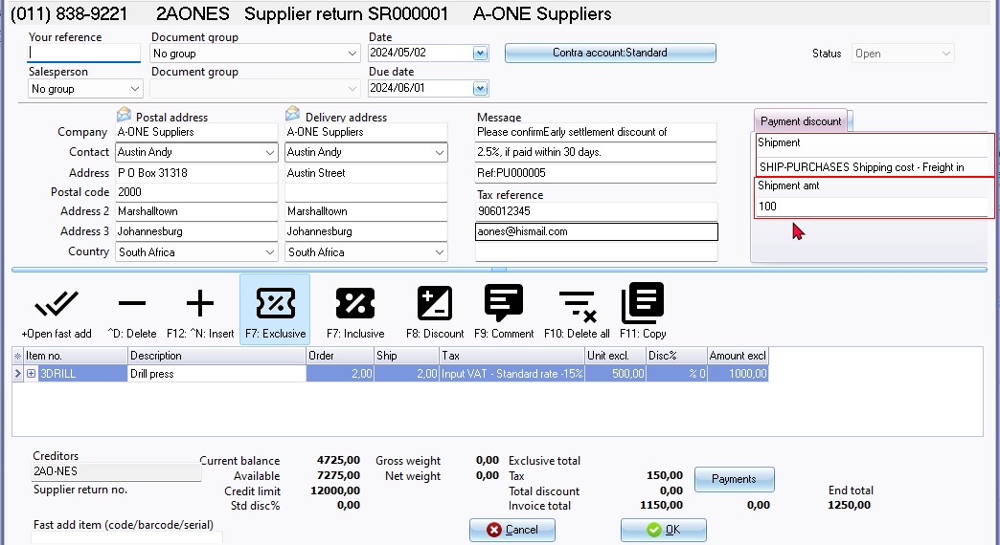 (011) 838-9221 2AONES Supplier return SR000001 A-ONE Suppliers
Your reference Document group Date
No group 2024/05/02 Contra account:Standard Status Open
Salesperson Document group Due date
No group 2024/06/01
Postal address Delivery address Message Payment discount
Company A-ONE Suppliers A-ONE Suppliers Please confirmEarly settlement discount of
Shipment
Contact Austin Andy Austin Andy 2.5%, if paid within 30 days.
SHIP-PURCHASES Shipping cost - Freight in
Address P O Box 31318 Austin Street Ref:PU000005
Shipment amt
Postal code 2000 Tax reference
100
Address 2 Marshalltown Marshalltown 906012345
Address 3 Johannesburg Johannesburg aones@hismail.com
Country South Africa South Africa
+Open fast add ^D: Delete F12: ^N: Insert F7: Exclusive F7: Inclusive F8: Discount F9: Comment F10: Delete all F11: Copy
Item no. Description Order Ship Tax Unit excl. Disc% Amount excl
3DRILL Drill press 2,00 2,00 Input VAT - Standard rate -15% 500,00 % 0 1000,00
Creditors Current balance 4725,00 Gross weight 0,00 Exclusive total
2AO-NES Available 7275,00 Net weight 0,00 Tax 150,00 Payments
Supplier return no. Credit limit 12000,00 Total discount 0,00 End total
Std disc% 0,00 Invoice total 1150,00 0,00 1250,00
Fast add item (code/barcode/serial) Cancel OK